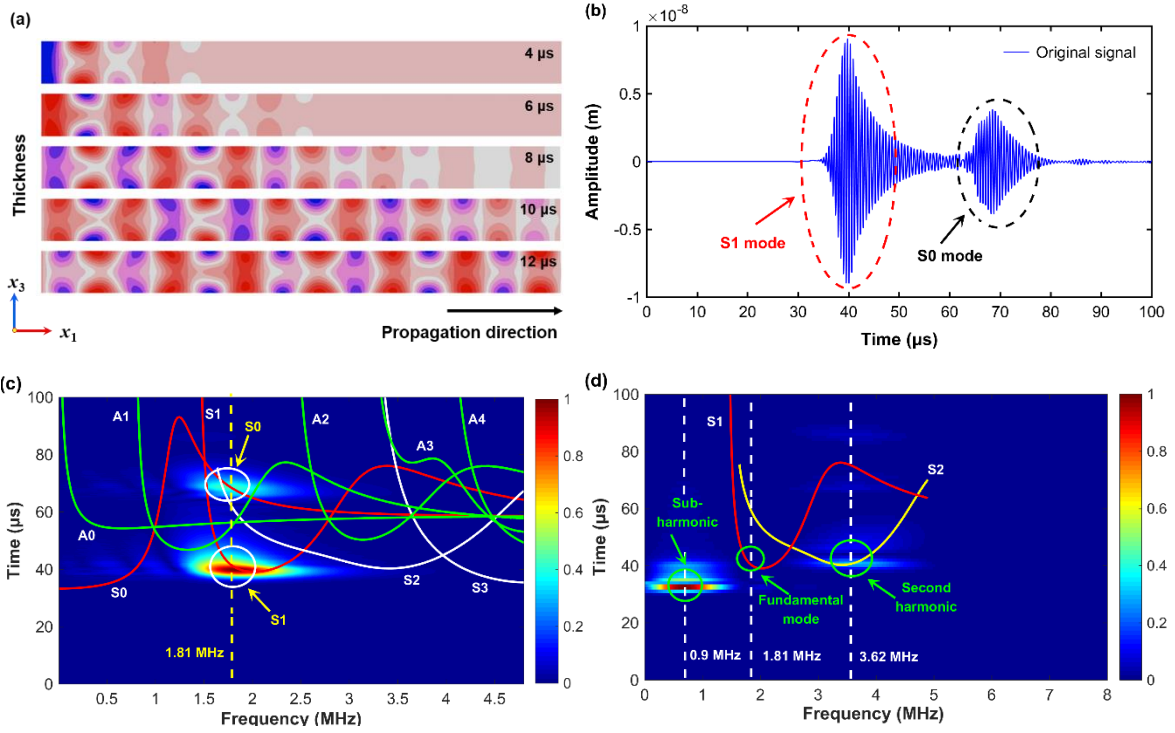 (a)
Thickness
4 µs
6 µs
8 µs
10 µs
12 µs
x3
x1
Propagation direction
(b)
×10-8
1
0.5
0
-0.5
-1
Amplitude (m)
Original signal
S1 mode
S0 mode
0 10 20 30 40 50 60 70 80 90 100
Time (µs)
(c)
100
80
60
40
20
0
Time (µs)
A1
S1
S0
A2
A3
A4
A0
S0
S1
S2
S3
1.81 MHz
0.5 1 1.5 2 2.5 3 3.5 4 4.5
Frequency (MHz)
1
0.8
0.6
0.4
0.2
0
(d)
100
80
60
40
20
0
Time (µs)
S1
S2
Sub-
harmonic
Fundamental
mode
Second
harmonic
0.9 MHz
1.81 MHz
3.62 MHz
0 1 2 3 4 5 6 7 8
Frequency (MHz)
1
0.8
0.6
0.4
0.2
0